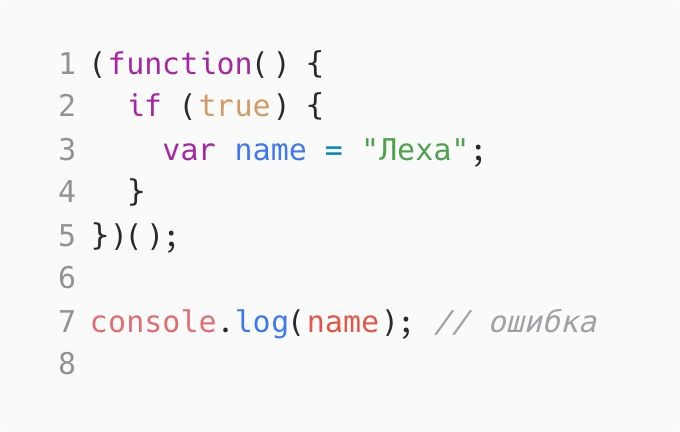 1 (function() {
2   if (true) {
3     var name = "Леха";
4   }
5 })();
6
7 console.log(name); // ошибка
8